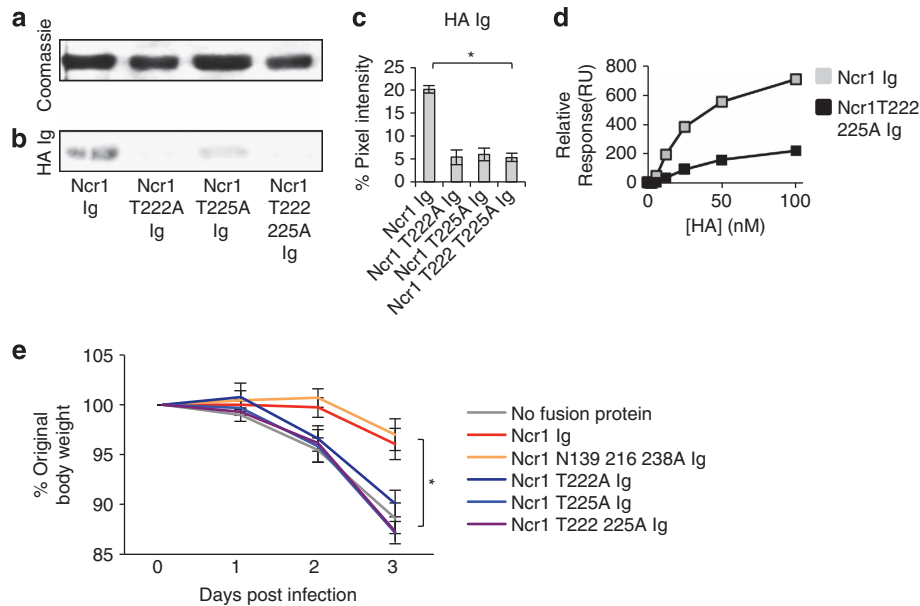 a
Coomassie
b
HA Ig
Ncr1
Ig
Ncr1
T222A
Ig
Ncr1
T225A
Ig
Ncr1
T222
225A
Ig
c
HA Ig
*
% Pixel intensity
25
20
15
10
5
0
Ncr1 Ig
Ncr1 T222A Ig
Ncr1 T225A Ig
Ncr1 T222 T225A Ig
d
Relative
Response(RU)
800
600
400
200
0
0
50
100
[HA] (nM)
Ncr1 Ig
Ncr1T222
225A Ig
e
% Original
body weight
105
100
95
90
85
0
1
2
3
Days post infection
*
No fusion protein
Ncr1 Ig
Ncr1 N139 216 238A Ig
Ncr1 T222A Ig
Ncr1 T225A Ig
Ncr1 T222 225A Ig